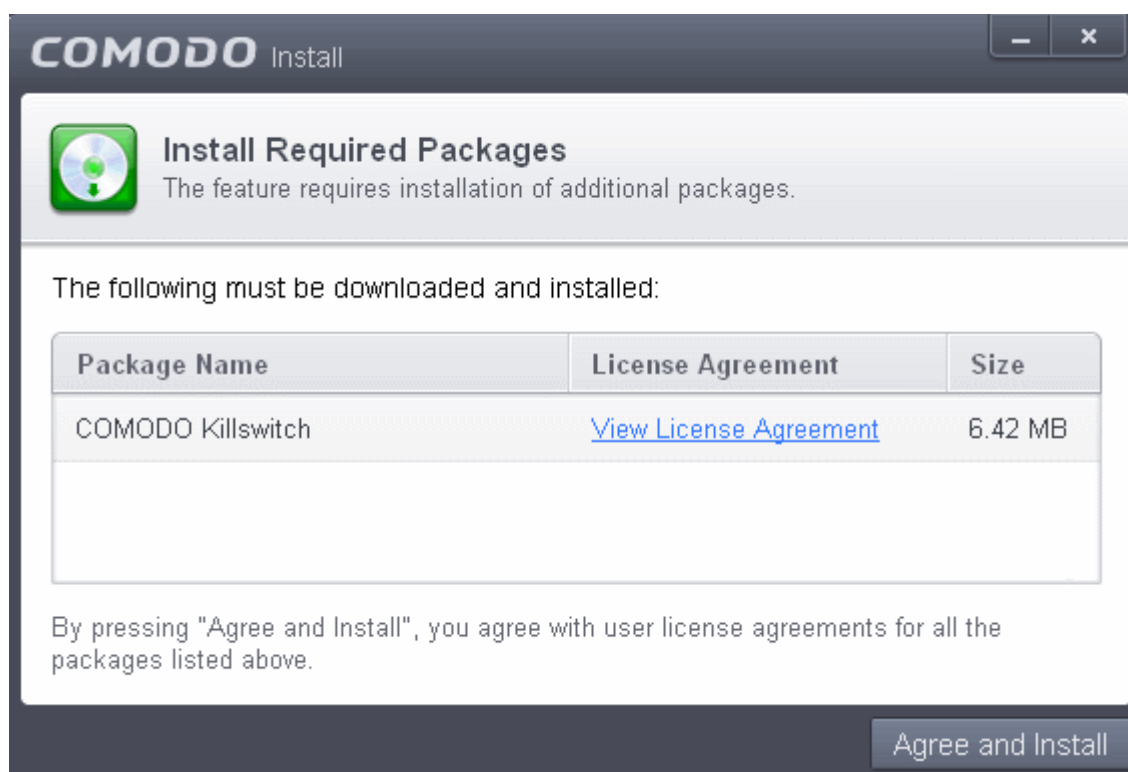 COMODO Install
Install Required Packages
The feature requires installation of additional packages.
The following must be downloaded and installed:
Package Name License Agreement Size
COMODO Killswitch View License Agreement 6.42 MB
By pressing "Agree and Install", you agree with user license agreements for all the
packages listed above.
Agree and Install